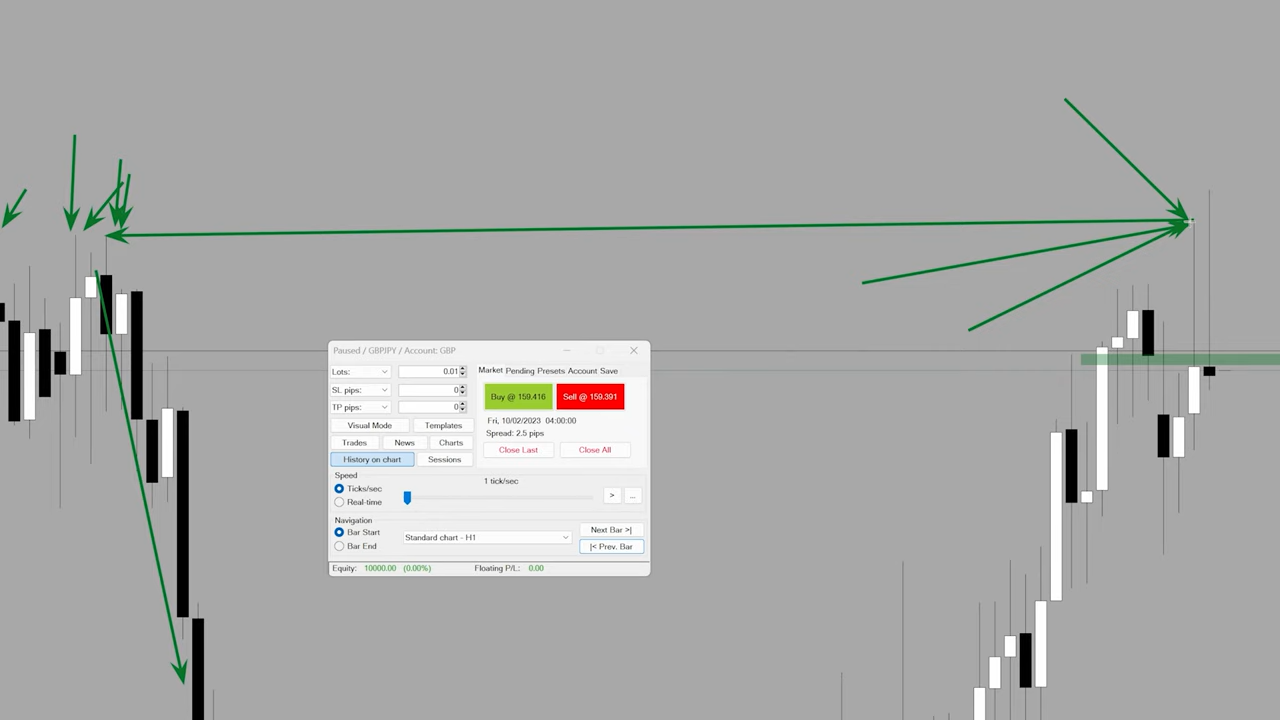 Paused / GBPJPY / Account: GBP
Lots: 0.01
SL pips: 0
TP pips: 0
Visual Mode Templates
Trades News Charts
History on chart Sessions
Market Pending Presets Account Save
Buy @ 159.416 Sell @ 159.391
Fri, 10/02/2023 04:00:00
Spread: 2.5 pips
Close Last Close All
Speed
1 tick/sec
Ticks/sec
Real-time
> ...
Navigation
Bar Start
Bar End
Standard chart - H1
Next Bar >|
|< Prev. Bar
Equity: 10000.00 (0.00%) Floating P/L: 0.00